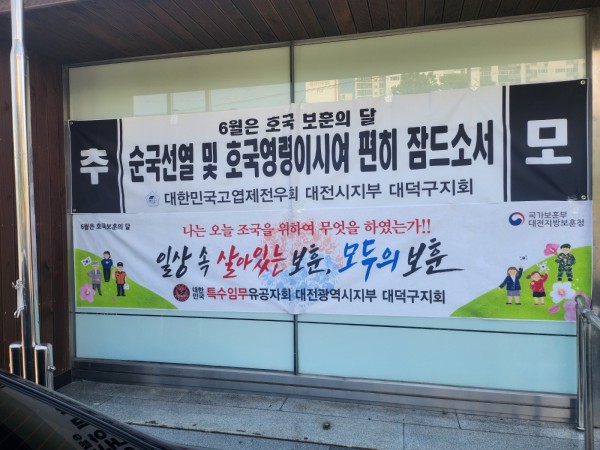 추
6월은 호국 보훈의 달
순국선열 및 호국영령이시여 편히 잠드소서
대한민국고엽제전우회 대전시지부 대덕구지회
모
6월은 호국보훈의 달
나는 오늘 조국을 위하여 무엇을 하였는가!!
국가보훈부
대전지방보훈청
일상 속 살아있는 보훈, 모두의 보훈
대한
민국 특수임무유공자회 대전광역시지부 대덕구지회